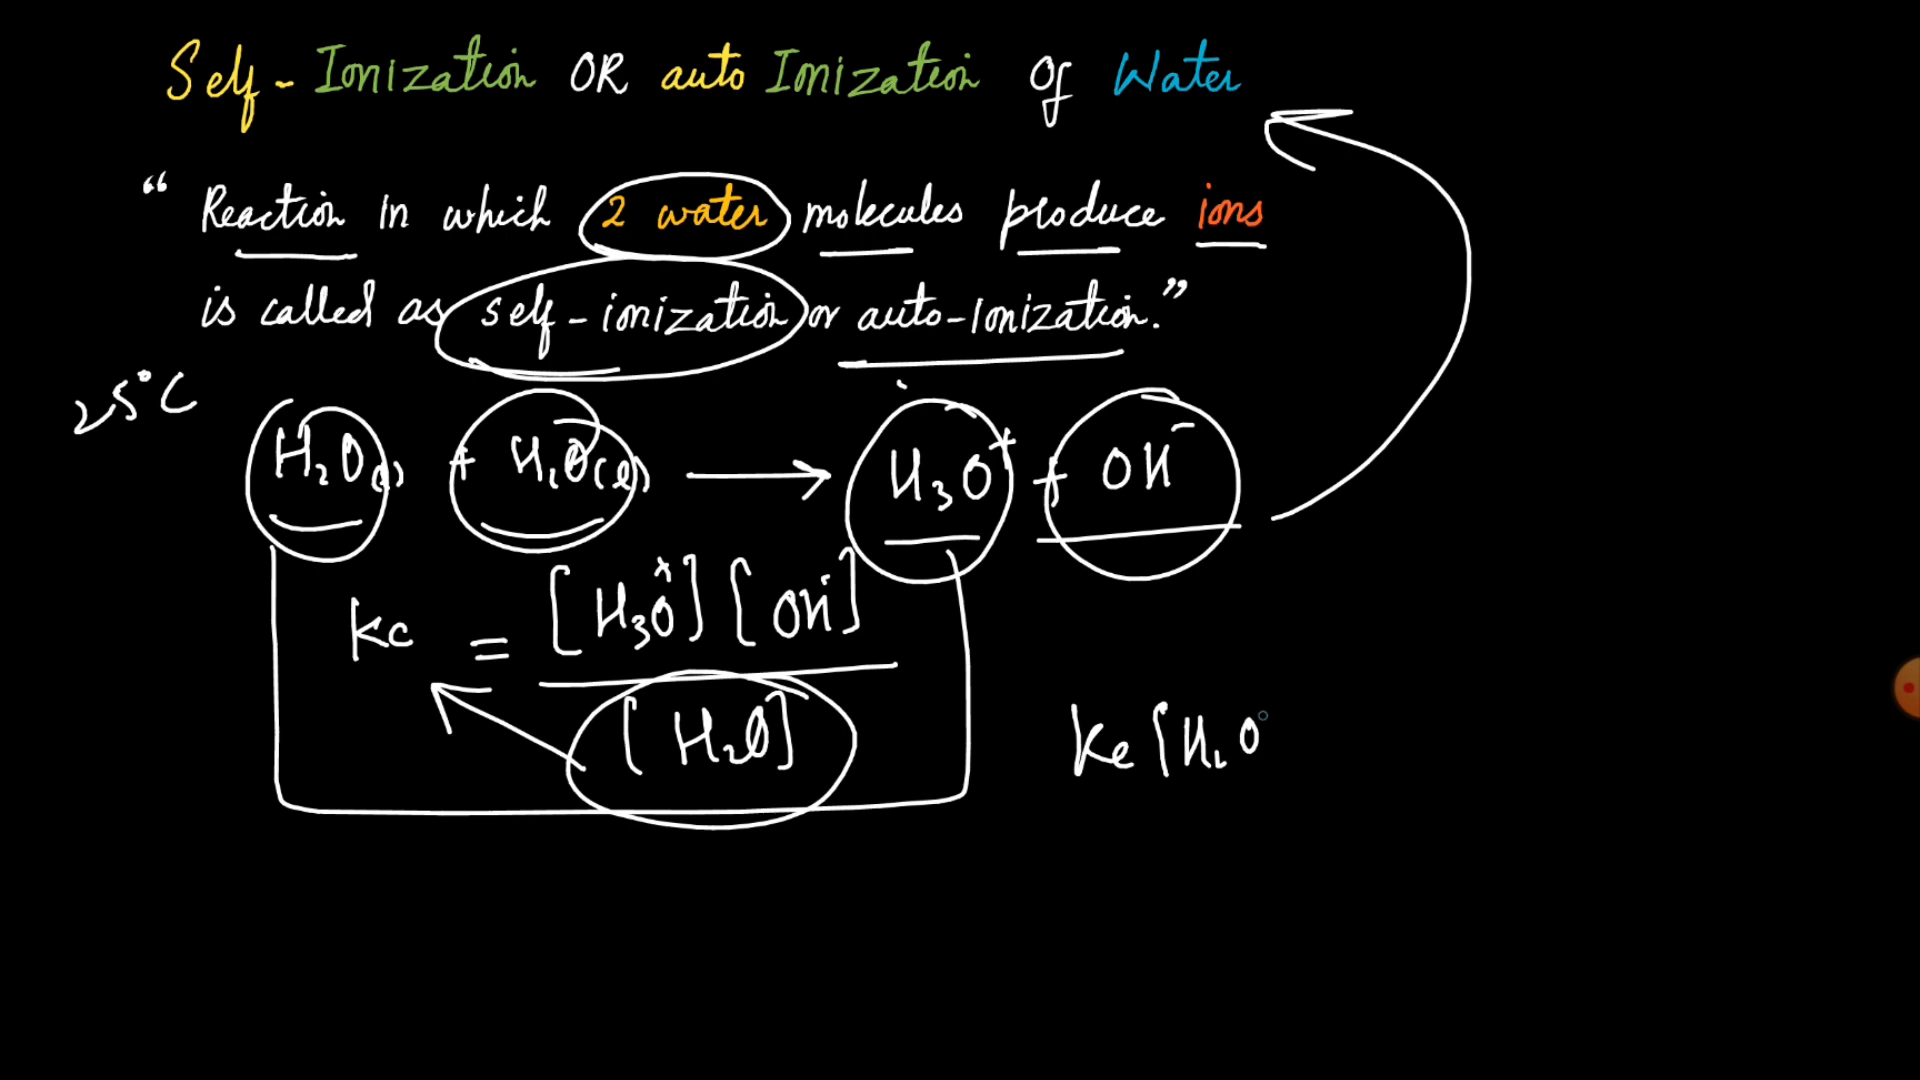 Self-Ionization OR auto Ionization Of Water
“Reaction in which 2 water molecules produce ions
is called as self-ionization or auto-Ionization.”
25°C
H₂O(l) + H₂O(l) ⟶ H₃O⁺ + OH⁻
Kc = [H₃O⁺][OH⁻]
[H₂O]
Kc [H₂O